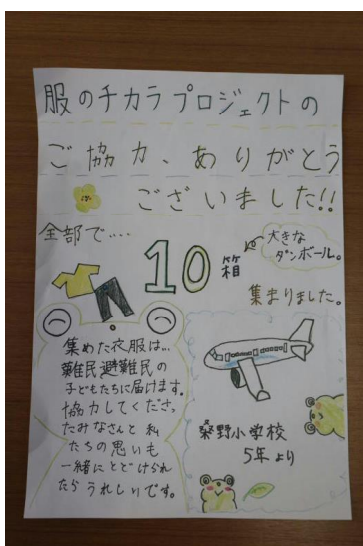 服のチカラプロジェクトの
ご協力、ありがとう
ございました!!
全部で....
10箱
大きな
ダンボール。
集まりました。
集めた衣服は...
難民避難民の
子どもたちに届けます。
協力してくださっ
たみなさんと私
たちの思いも
一緒にとどけられ
たらうれしいです。
桑野小学校
5年より